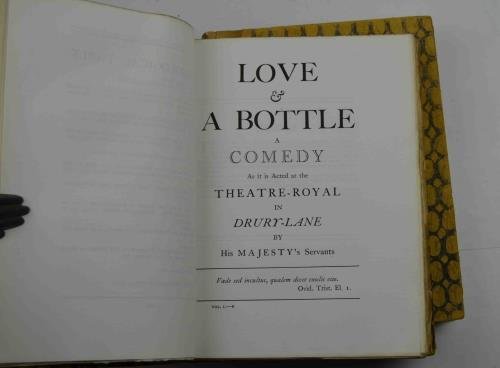 LOVE
&
A BOTTLE
A
COMEDY
As it is Acted at the
THEATRE-ROYAL
IN
DRURY-LANE
BY
His MAJESTY's Servants
Vade sed incultus, qualem decet exulis esse.
Ovid. Trist. El. 1.
VOL. I.—B